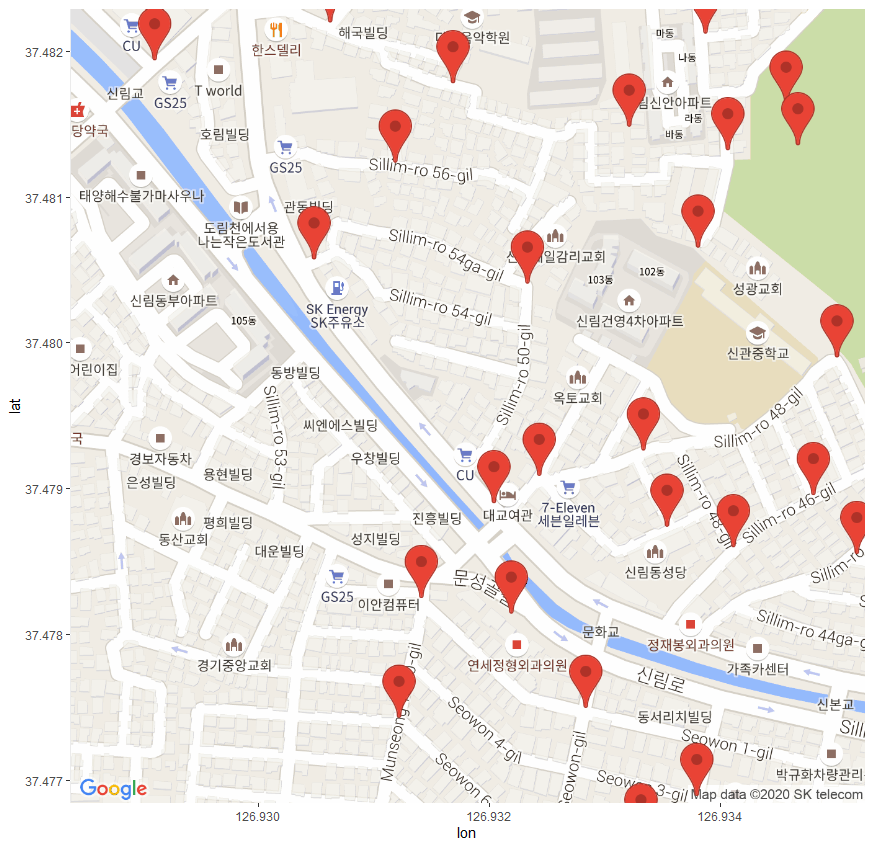 37.482
37.481
37.480
37.479
37.478
37.477
lat
126.930
126.932
126.934
lon
해국빌딩
음악학원
마동
CU
한스델리
나동
T world
GS25
신림교
신안아파트
라동
바동
당약국
호림빌딩
GS25
Sillim-ro 56-gil
태양해수불가마사우나
관동빌딩
도림천에서용
나는작은도서관
Sillim-ro 54ga-gil
일감리교회
102동
103동
성광교회
신림동부아파트
SK Energy
SK주유소
Sillim-ro 54-gil
신림건영4차아파트
105동
신관중학교
어린이집
동방빌딩
Sillim-ro 50-gil
옥토교회
Sillim-ro 53-gil
씨엔에스빌딩
Sillim-ro 48-gil
국
경보자동차
우창빌딩
CU
용현빌딩
은성빌딩
Sillim-ro 48-gil
Sillim-ro 46-gil
대교여관
7-Eleven
세븐일레븐
진흥빌딩
평희빌딩
동산교회
성지빌딩
대운빌딩
신림동성당
Sillim-ro
문성골
GS25
이안컴퓨터
문화교
Sillim-ro 44ga-gil
정재봉외과의원
경기중앙교회
연세정형외과의원
가족카센터
신림로
신본교
동서리치빌딩
Munseong
-gil
Seowon 4-gil
Seowon-gil
Seowon 1-gil
Silli
박규화차량관리
Seowon 6
3-gil
Google
Map data ©2020 SK telecom